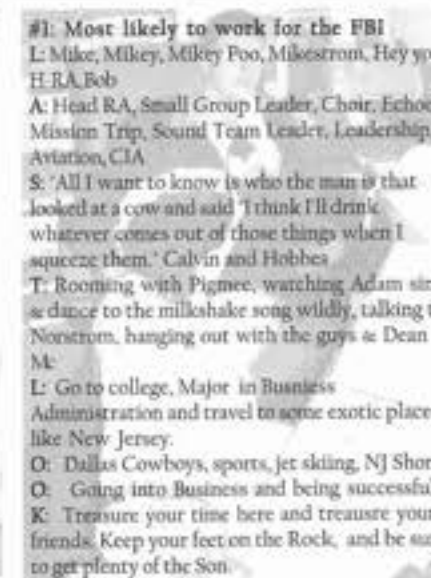 #1: Most likely to work for the FBI
L: Mike, Mikey, Mikey Poo, Mikestrom, Hey yo
H-RA, Bob
A: Head RA, Small Group Leader, Choir, Echoe
Mission Trip, Sound Team Leader, Leadership,
Aviation, CIA
S: "All I want to know is who the man is that
looked at a cow and said "I think I'll drink
whatever comes out of those things when I
squeeze them." Calvin and Hobbes
T: Rooming with Pigmee, watching Adam sin
& dance to the milkshake song wildly, talking t
Norstrom, hanging out with the guys & Dean
Mc
L: Go to college, Major in Busniess
Administration and travel to some exotic place
like New Jersey.
O: Dallas Cowboys, sports, jet skiing, NJ Shor
O: Going into Business and being successful
K: Treasure your time here and treausre your
friends. Keep your feet on the Rock, and be sur
to get plenty of the Son.